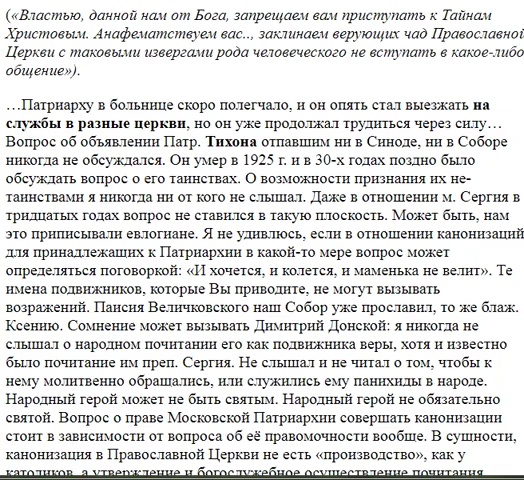 («Властью, данной нам от Бога, запрещаем вам приступать к Тайнам
Христовым. Анафематствуем вас.., заклинаем верующих чад Православной
Церкви с таковыми извергами рода человеческого не вступать в какое-либо
общение»).
…Патриарху в больнице скоро полегчало, и он опять стал выезжать на
службы в разные церкви, но он уже продолжал трудиться через силу…
Вопрос об объявлении Патр. Тихона отпавшим ни в Синоде, ни в Соборе
никогда не обсуждался. Он умер в 1925 г. и в 30-х годах поздно было
обсуждать вопрос о его таинствах. О возможности признания их не-
таинствами я никогда ни от кого не слышал. Даже в отношении м. Сергия в
тридцатых годах вопрос не ставился в такую плоскость. Может быть, нам
это приписывали евлогиане. Я не удивлюсь, если в отношении канонизаций
для принадлежащих к Патриархии в какой-то мере вопрос может
определяться поговоркой: «И хочется, и колется, и маменька не велит». Те
имена подвижников, которые Вы приводите, не могут вызывать
возражений. Паисия Величковского наш Собор уже прославил, то же блаж.
Ксению. Сомнение может вызывать Димитрий Донской: я никогда не
слышал о народном почитании его как подвижника веры, хотя и известно
было почитание им преп. Сергия. Не слышал и не читал о том, чтобы к
нему молитвенно обращались, или служились ему панихиды в народе.
Народный герой может не быть святым. Народный герой не обязательно
святой. Вопрос о праве Московской Патриархии совершать канонизации
стоит в зависимости от вопроса об её правомочности вообще. В сущности,
канонизация в Православной Церкви не есть «производство», как у
католиков, а утверждение и богослужебное осуществление почитания